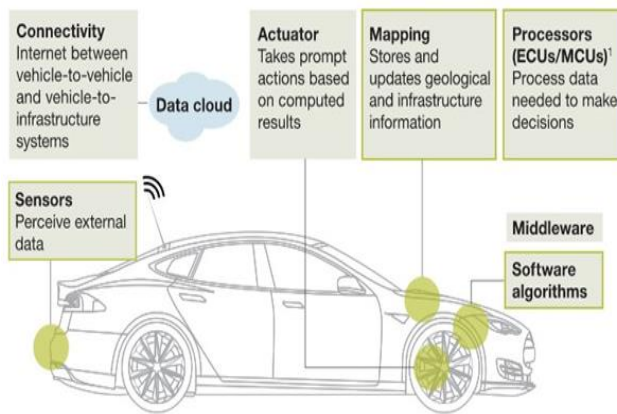 Connectivity
Internet between
vehicle-to-vehicle
and vehicle-to-
infrastructure
systems
Data cloud
Actuator
Takes prompt
actions based
on computed
results
Mapping
Stores and
updates geological
and infrastructure
information
Processors
(ECUs/MCUs)¹
Process data
needed to make
decisions
Sensors
Perceive external
data
Middleware
Software
algorithms